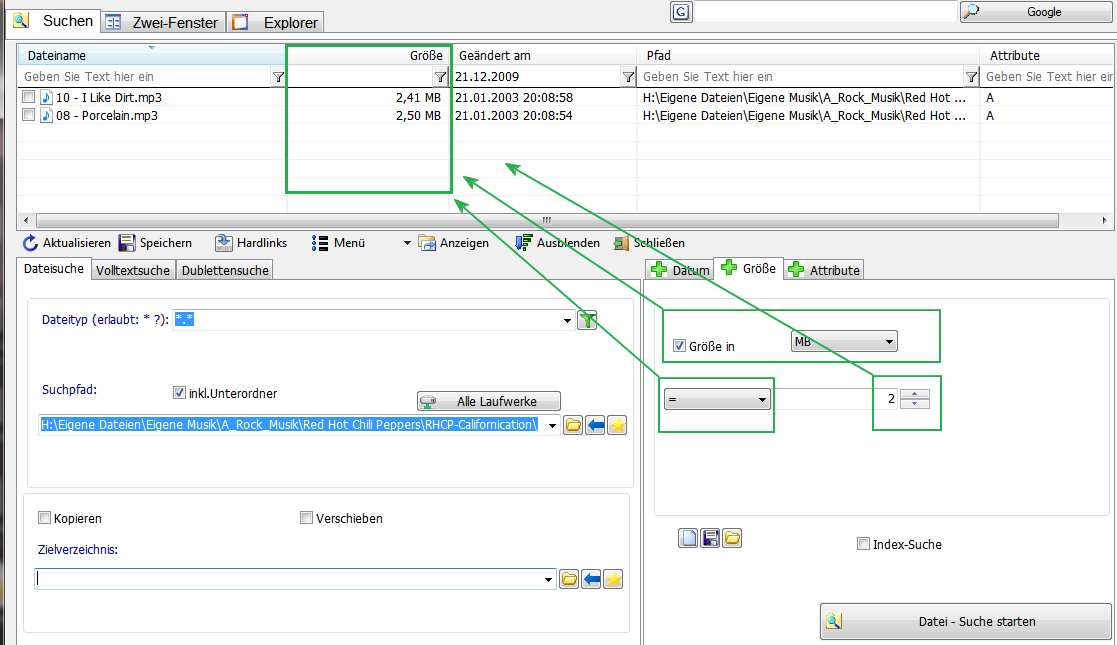 Suchen Zwei-Fenster Explorer G Google
Dateiname Größe Geändert am Pfad Attribute
Geben Sie Text hier ein 21.12.2009 Geben Sie Text hier ein Geben Sie Text hier ein
10 - I Like Dirt.mp3 2,41 MB 21.01.2003 20:08:58 H:\Eigene Dateien\Eigene Musik\A_Rock_Musik\Red Hot ... A
08 - Porcelain.mp3 2,50 MB 21.01.2003 20:08:54 H:\Eigene Dateien\Eigene Musik\A_Rock_Musik\Red Hot ... A
Aktualisieren Speichern Hardlinks Menü Anzeigen Ausblenden Schließen
Dateisuche Volltextsuche Dublettensuche
Dateityp (erlaubt: * ?): *.*
Suchpfad: inkl.Unterordner Alle Laufwerke
H:\Eigene Dateien\Eigene Musik\A_Rock_Musik\Red Hot Chili Peppers\RHCP-Californication\
Kopieren Verschieben
Zielverzeichnis:
Datum Größe Attribute
Größe in MB
= 2
Index-Suche
Datei - Suche starten